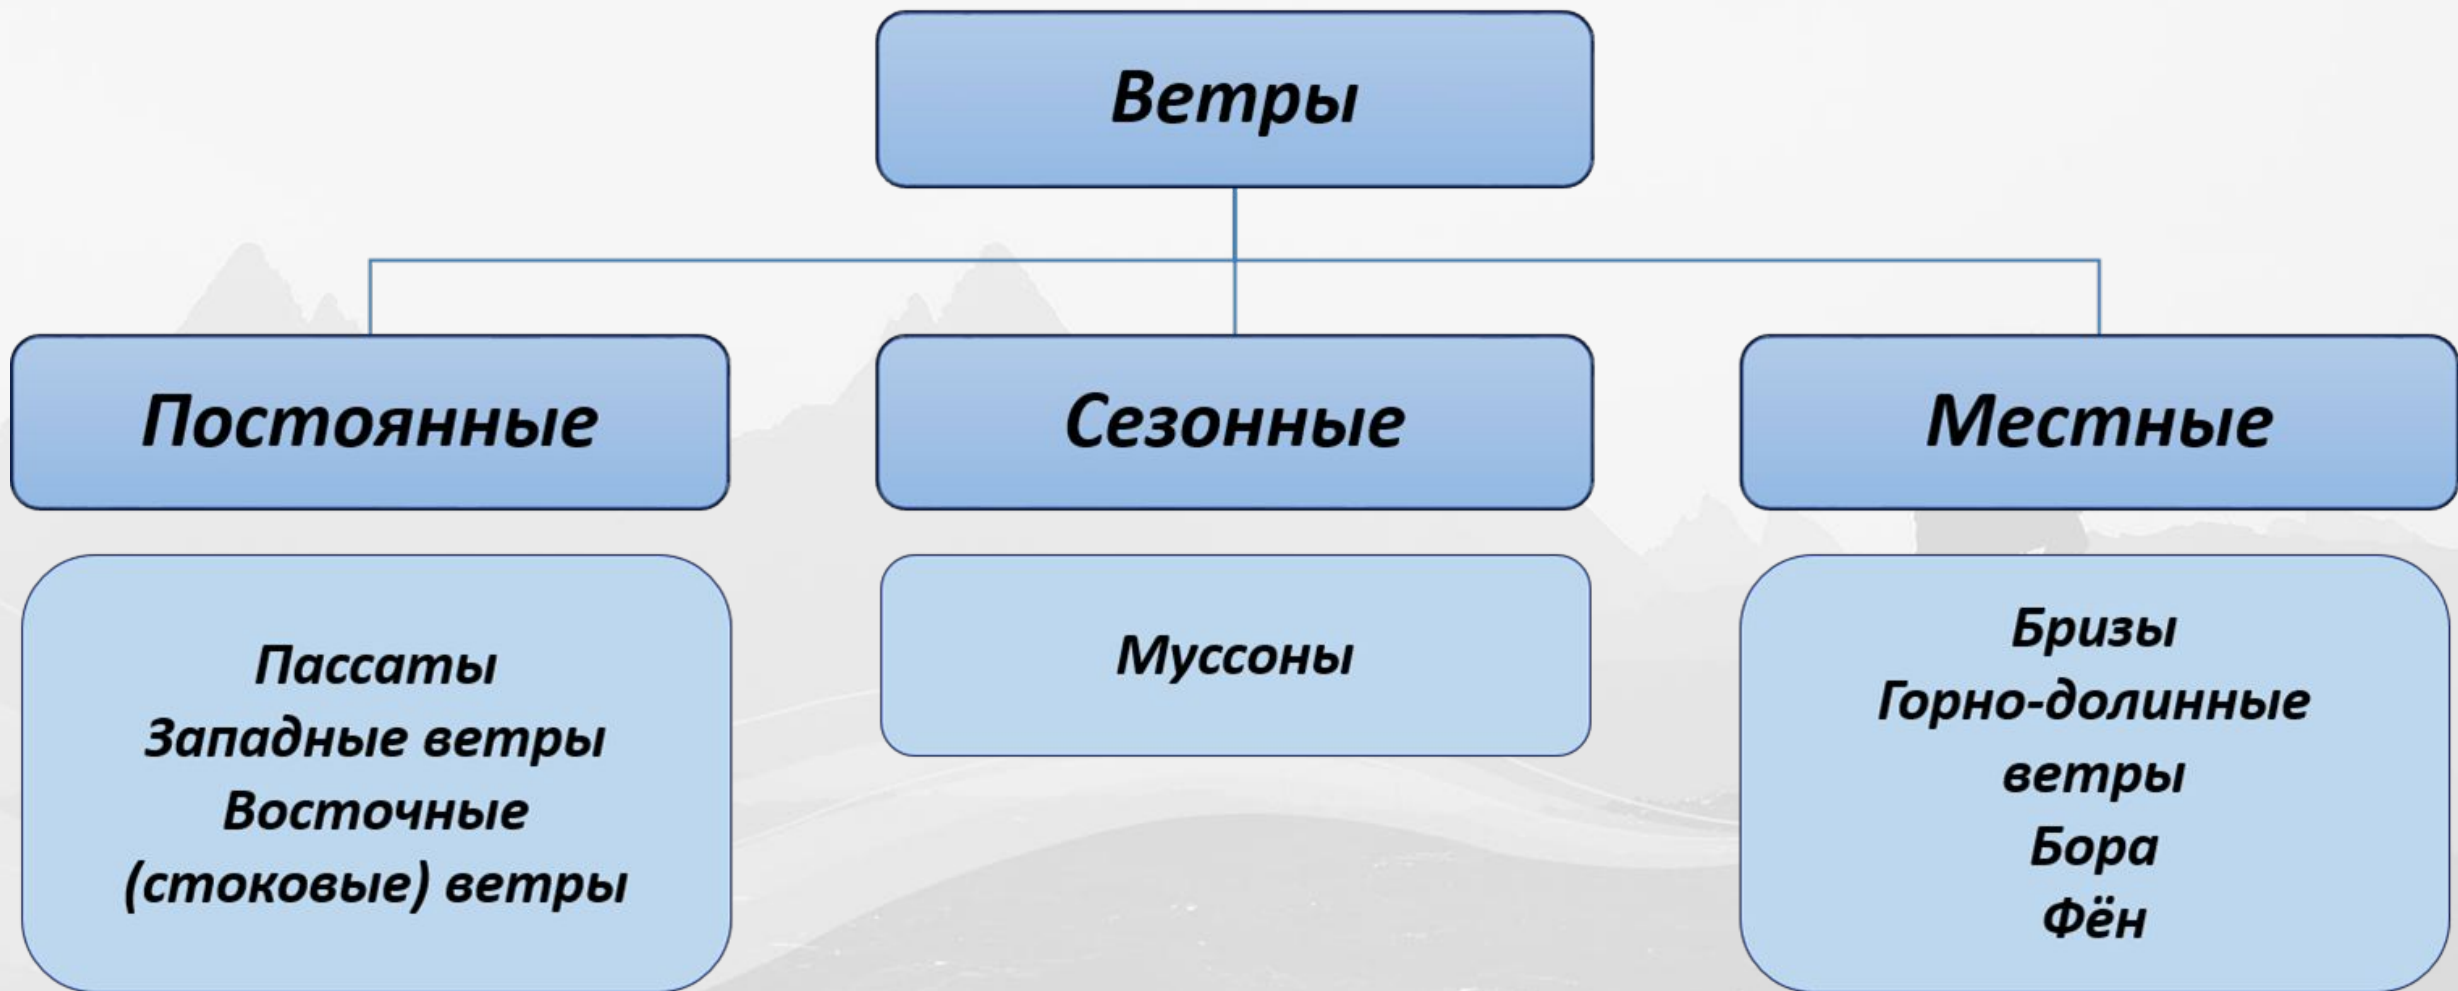 Ветры
Постоянные
Сезонные
Местные
Пассаты
Западные ветры
Восточные
(стоковые) ветры
Муссоны
Бризы
Горно-долинные
ветры
Бора
Фён